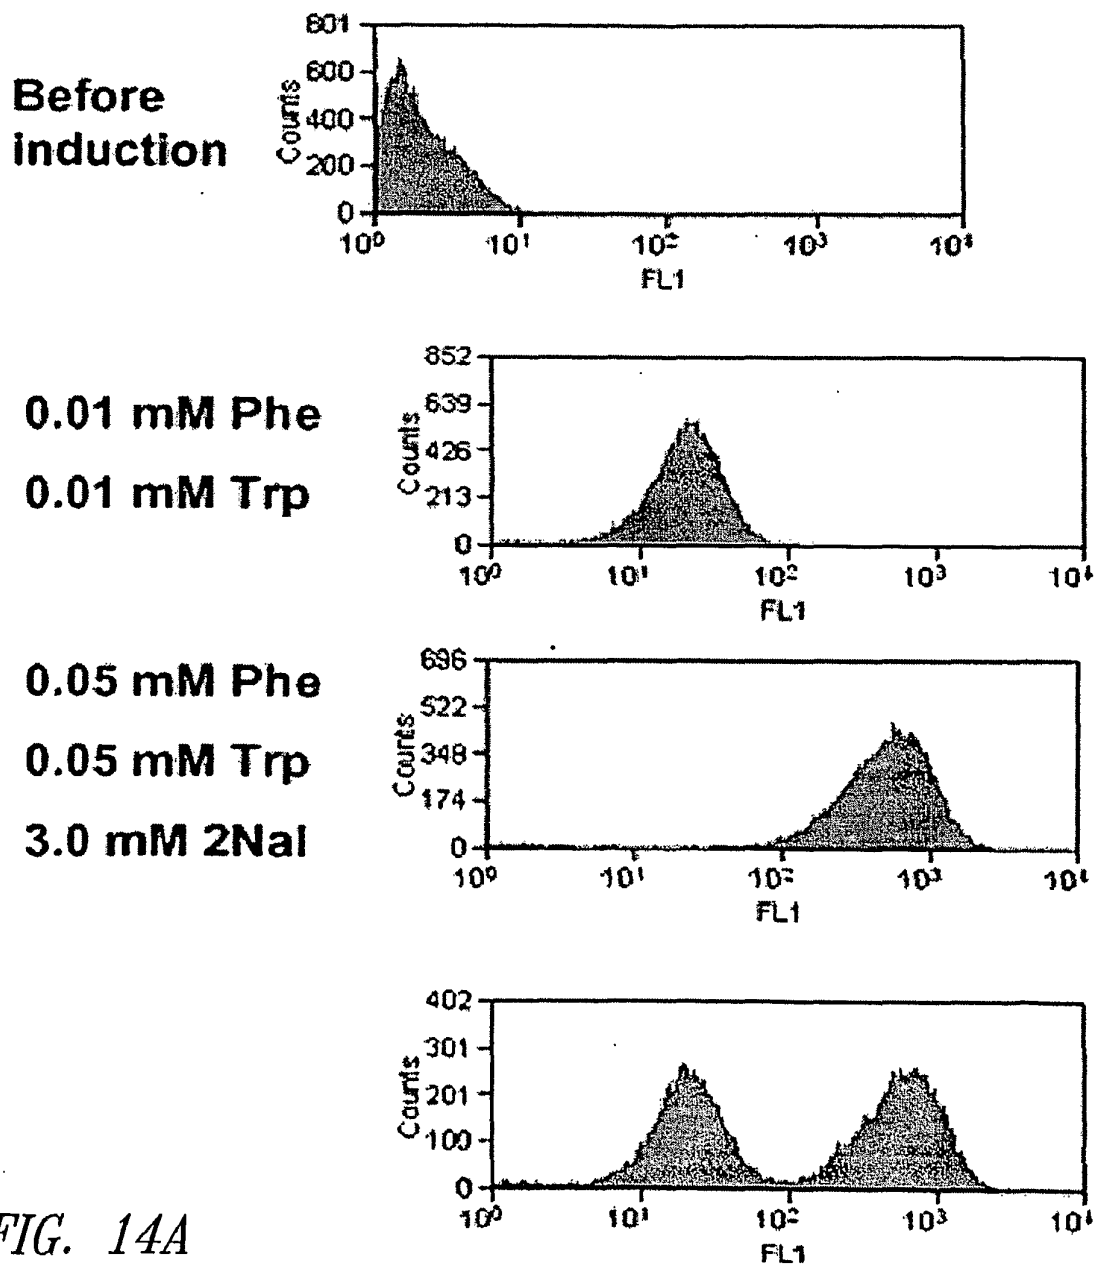 801
600
400
200
0
Counts
Before
induction
10⁰ 10¹ 10² 10³ 10⁴
FL1
852
639
426
213
0
Counts
0.01 mM Phe
0.01 mM Trp
10⁰ 10¹ 10² 10³ 10⁴
FL1
696
522
348
174
0
Counts
0.05 mM Phe
0.05 mM Trp
3.0 mM 2Nal
10⁰ 10¹ 10² 10³ 10⁴
FL1
402
301
201
100
0
Counts
10⁰ 10¹ 10² 10³ 10⁴
FL1
FIG. 14A